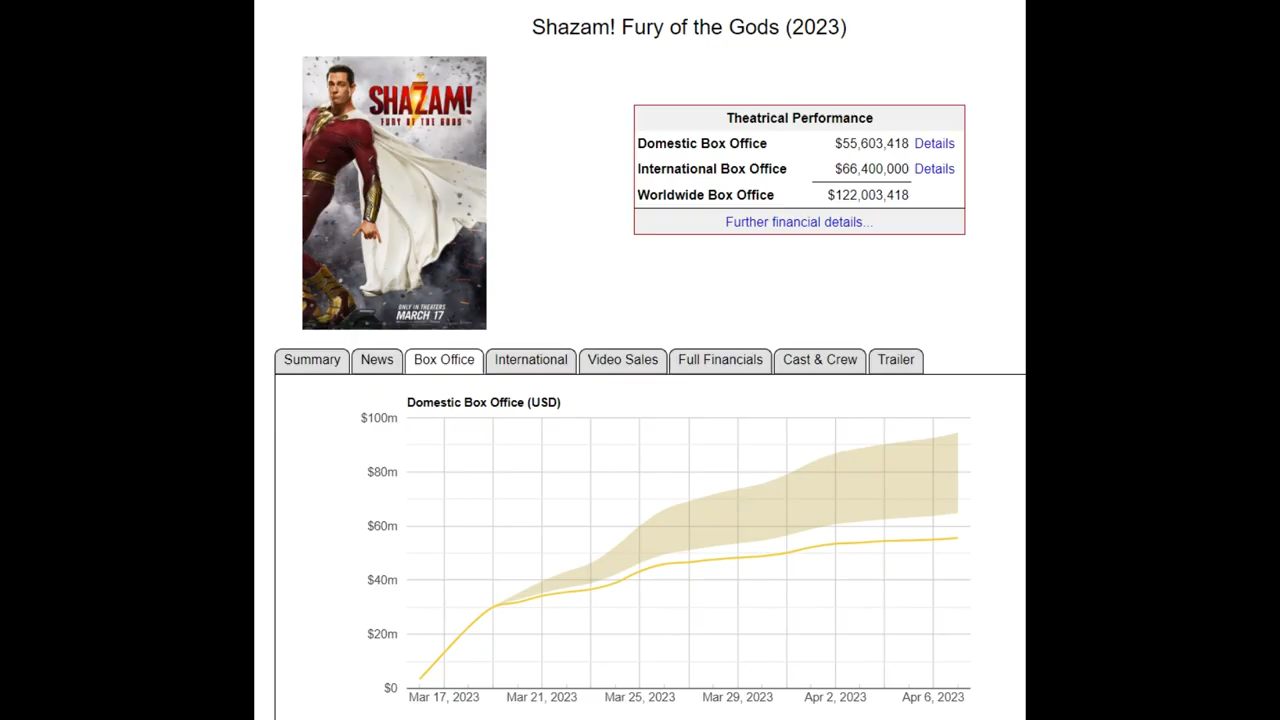 Shazam! Fury of the Gods (2023)
SHAZAM!
FURY OF THE GODS
ONLY IN THEATERS
MARCH 17
Theatrical Performance
Domestic Box Office $55,603,418 Details
International Box Office $66,400,000 Details
Worldwide Box Office $122,003,418
Further financial details...
Summary News Box Office International Video Sales Full Financials Cast & Crew Trailer
Domestic Box Office (USD)
$100m
$80m
$60m
$40m
$20m
$0
Mar 17, 2023 Mar 21, 2023 Mar 25, 2023 Mar 29, 2023 Apr 2, 2023 Apr 6, 2023